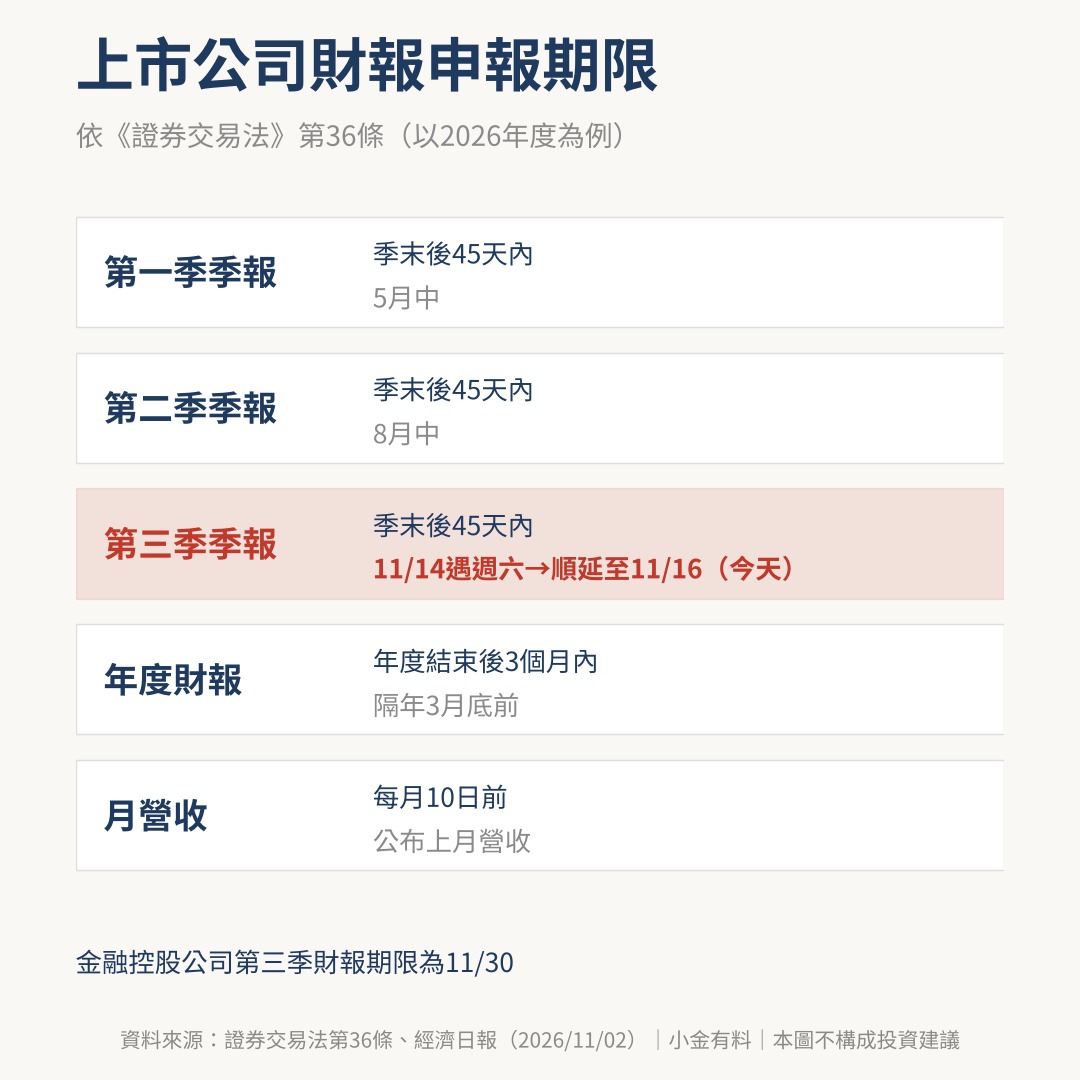 上市公司財報申報期限
依《證券交易法》第36條（以2026年度為例）
第一季季報
季末後45天內
5月中
第二季季報
季末後45天內
8月中
第三季季報
季末後45天內
11/14遇週六→順延至11/16（今天）
年度財報
年度結束後3個月內
隔年3月底前
月營收
每月10日前
公布上月營收
金融控股公司第三季財報期限為11/30
資料來源：證券交易法第36條、經濟日報（2026/11/02）｜小金有料｜本圖不構成投資建議